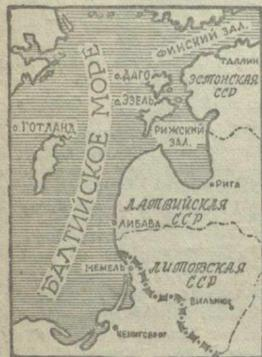 ФИНСКИЙ ЗАЛ.
ТАЛЛИН
о. ДАГО
ЭСТОНСКАЯ
ССР
о. ЭЗЕЛЬ
о. ГОТЛАНД
РИЖСКИЙ
ЗАЛ.
БАЛТИЙСКОЕ МОРЕ
РИГА
ЛАТВИЙСКАЯ
ССР
ЛИБАВА
МЕМЕЛЬ
ЛИТОВСКАЯ
ССР
ВИЛЬНЮС
КЕНИГСБЕРГ